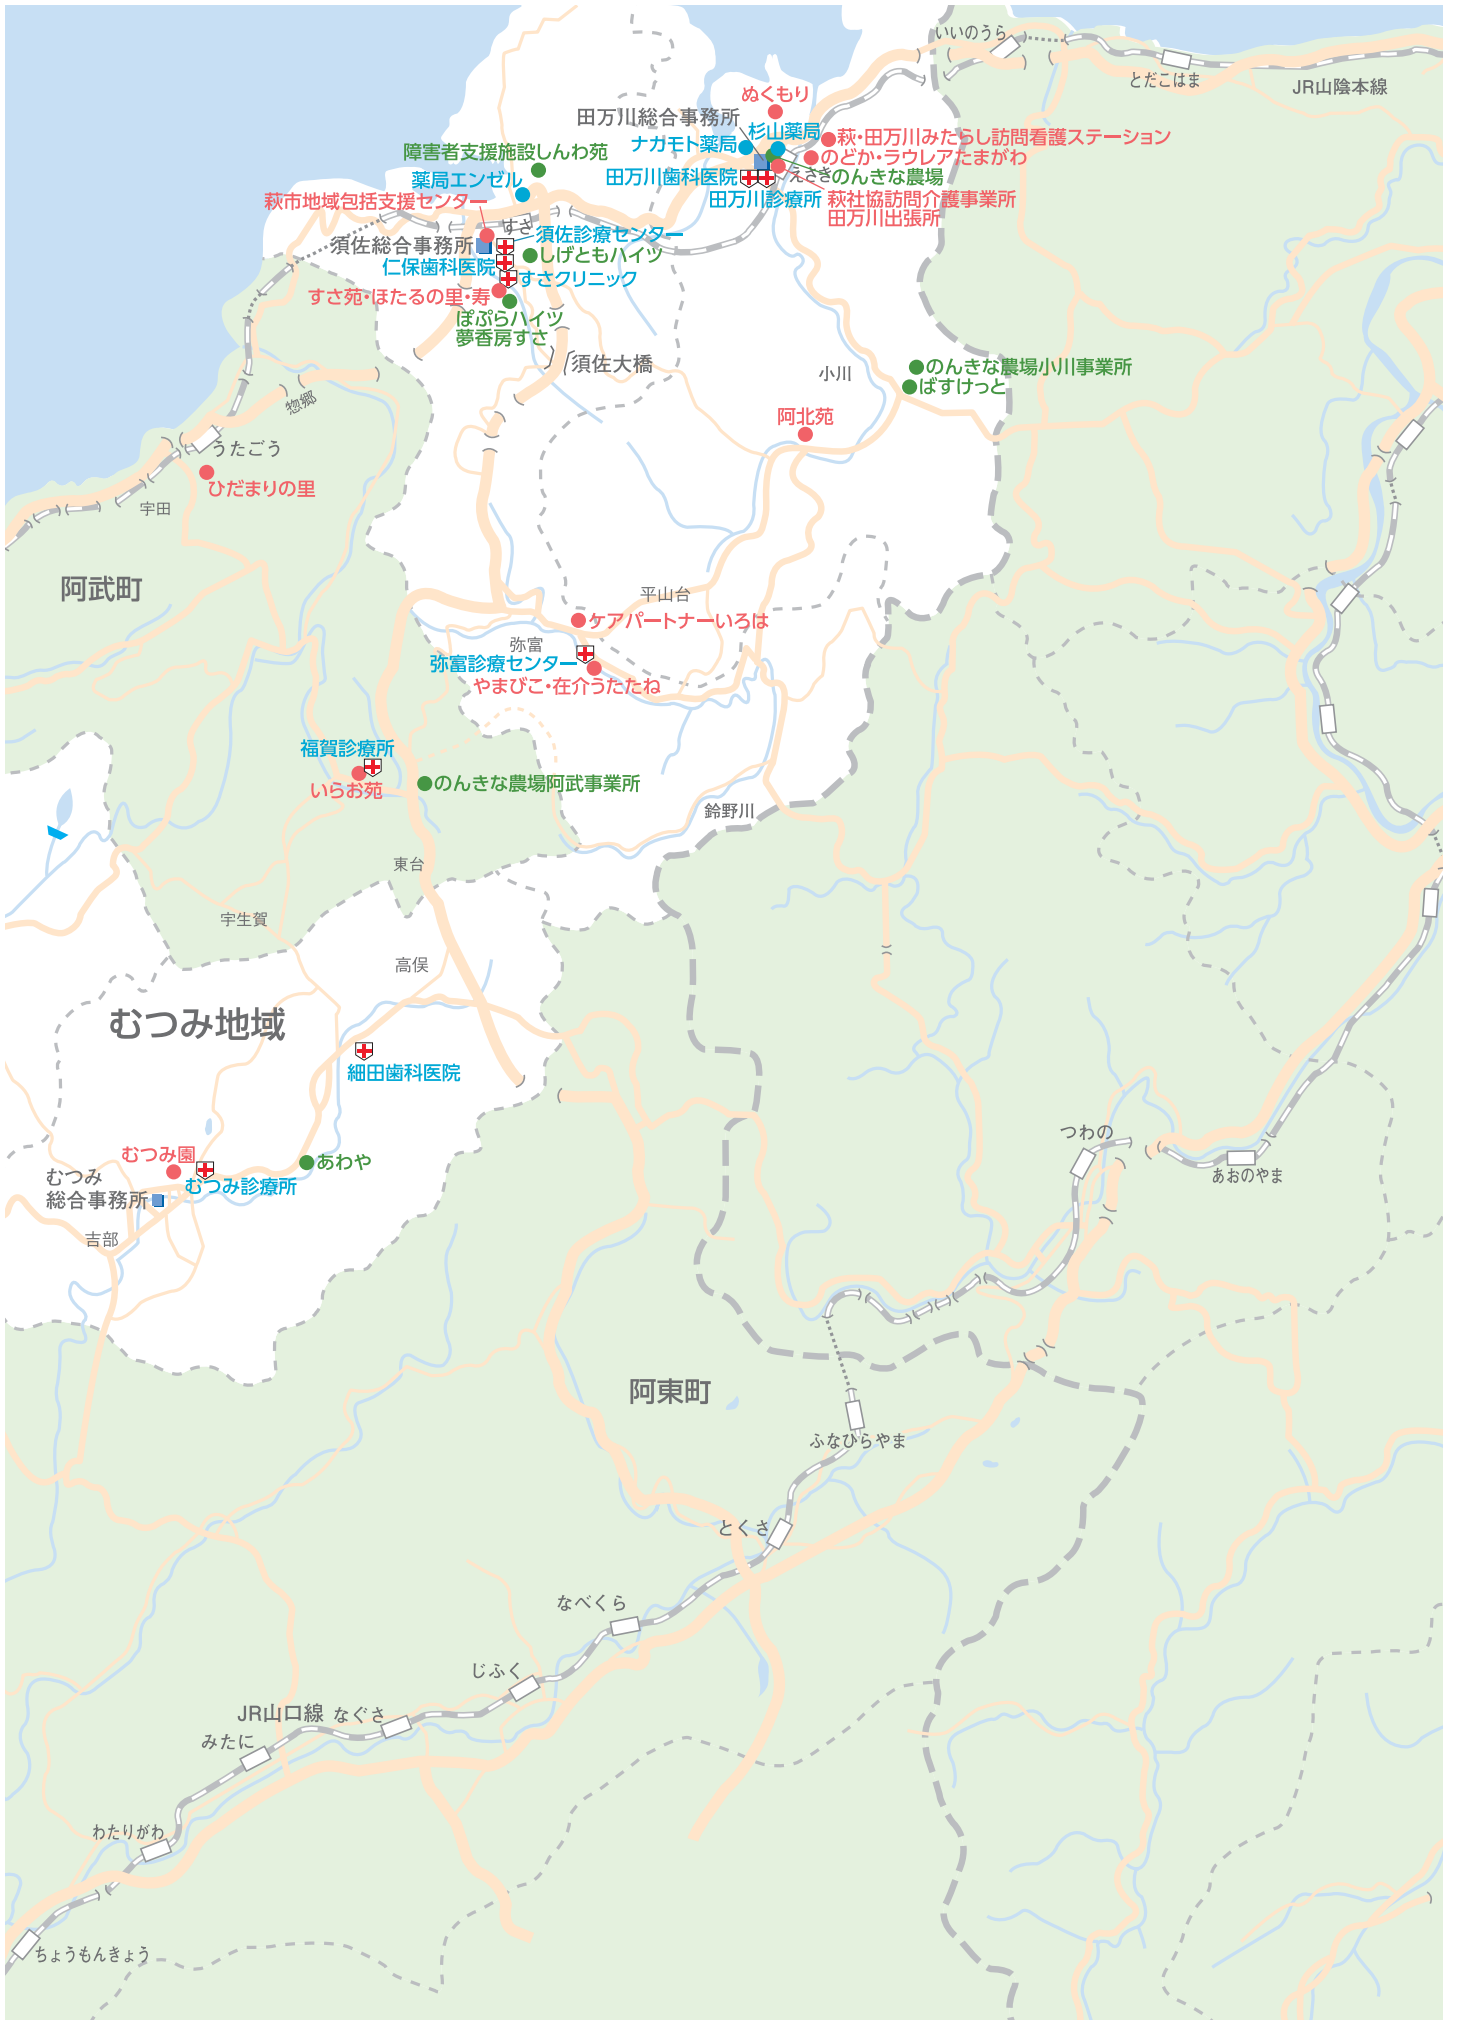 いいのうら
とだこはま
JR山陰本線
ぬくもり
田万川総合事務所
杉山薬局
ナカモト薬局
萩・田万川みたらし訪問看護ステーション
のどか・ラウレアたまがわ
障害者支援施設しんわ苑
薬局エンゼル
田万川歯科医院
えさき
のんきな農場
田万川診療所
萩社協訪問介護事業所
田万川出張所
萩市地域包括支援センター
すさ
須佐診療センター
須佐総合事務所
しげともハイツ
仁保歯科医院
すさクリニック
すさ苑・ほたるの里・寿
ぽぷらハイツ
夢香房すさ
須佐大橋
小川
のんきな農場小川事業所
ばすけっと
惣郷
阿北苑
うたごう
ひだまりの里
宇田
阿武町
平山台
ケアパートナーいろは
弥富
弥富診療センター
やまびこ・在介うたたね
福賀診療所
いらお苑
のんきな農場阿武事業所
鈴野川
東台
宇生賀
高俣
むつみ地域
細田歯科医院
つわの
むつみ園
あわや
あおのやま
むつみ
総合事務所
むつみ診療所
吉部
阿東町
ふなひらやま
とくさ
なべくら
じふく
JR山口線
なぐさ
みたに
わたりがわ
ちょうもんきょう